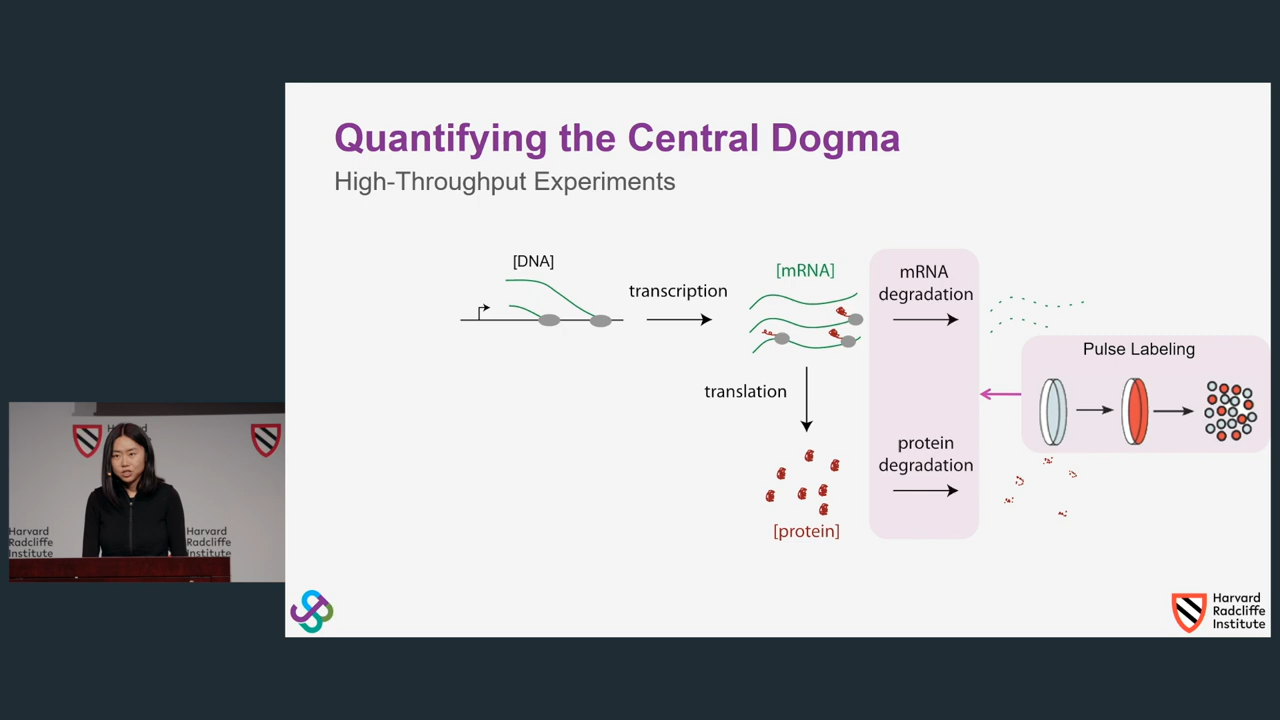 Quantifying the Central Dogma
High-Throughput Experiments
[DNA]
transcription
[mRNA]
mRNA
degradation
Pulse Labeling
translation
protein
degradation
[protein]
Harvard
Radcliffe
Institute
Harvard
Radcliffe
Institute
Harvard
Radcliffe
Institute